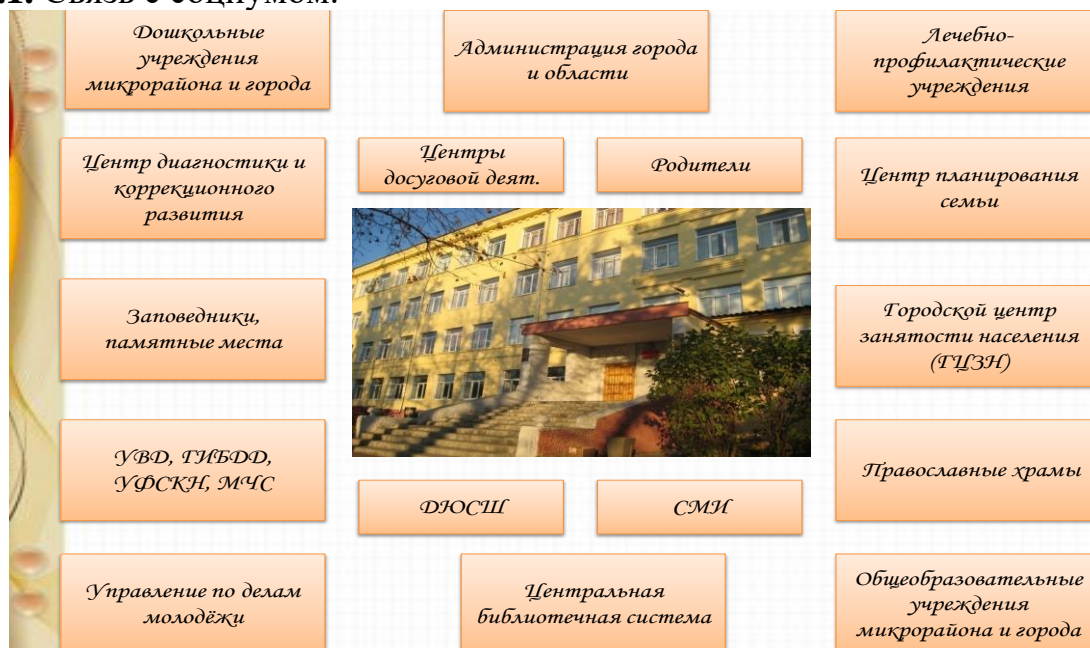 .1. Связь с социумом.
Дошкольные
учреждения
микрорайона и города
Администрация города
и области
Лечебно-
профилактические
учреждения
Центр диагностики и
коррекционного
развития
Центры
досуговой деят.
Родители
Центр планирования
семьи
Заповедники,
памятные места
Городской центр
занятости населения
(ГЦЗН)
УВД, ГИБДД,
УФСКН, МЧС
Православные храмы
ДЮСШ
СМИ
Управление по делам
молодёжи
Центральная
библиотечная система
Общеобразовательные
учреждения
микрорайона и города